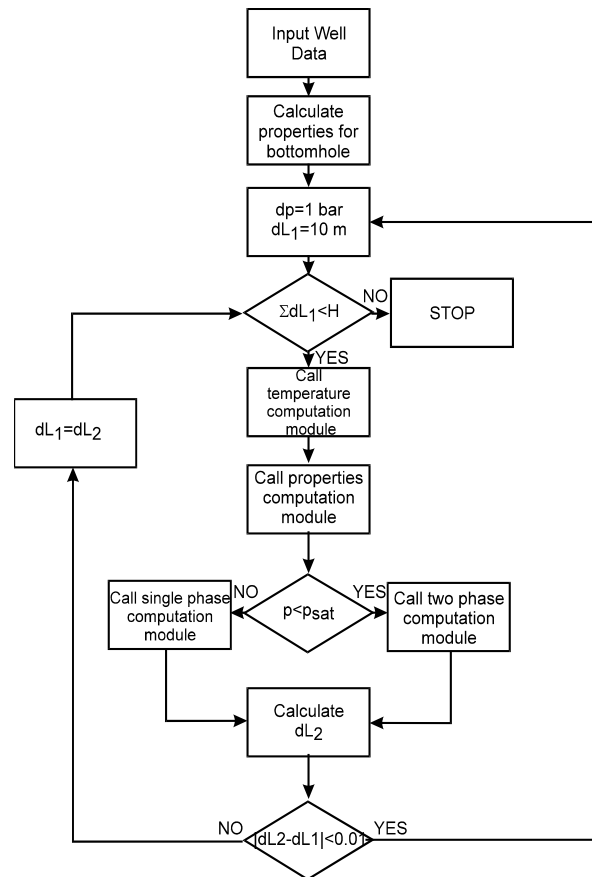 Input Well
Data
Calculate
properties for
bottomhole
dp=1 bar
dL₁=10 m
ΣdL₁<H
NO
STOP
YES
Call
temperature
computation
module
dL₁=dL₂
Call properties
computation
module
NO
YES
p<pₛₐₜ
Call single phase
computation
module
Call two phase
computation
module
Calculate
dL₂
NO
YES
|dL2-dL1|<0.01